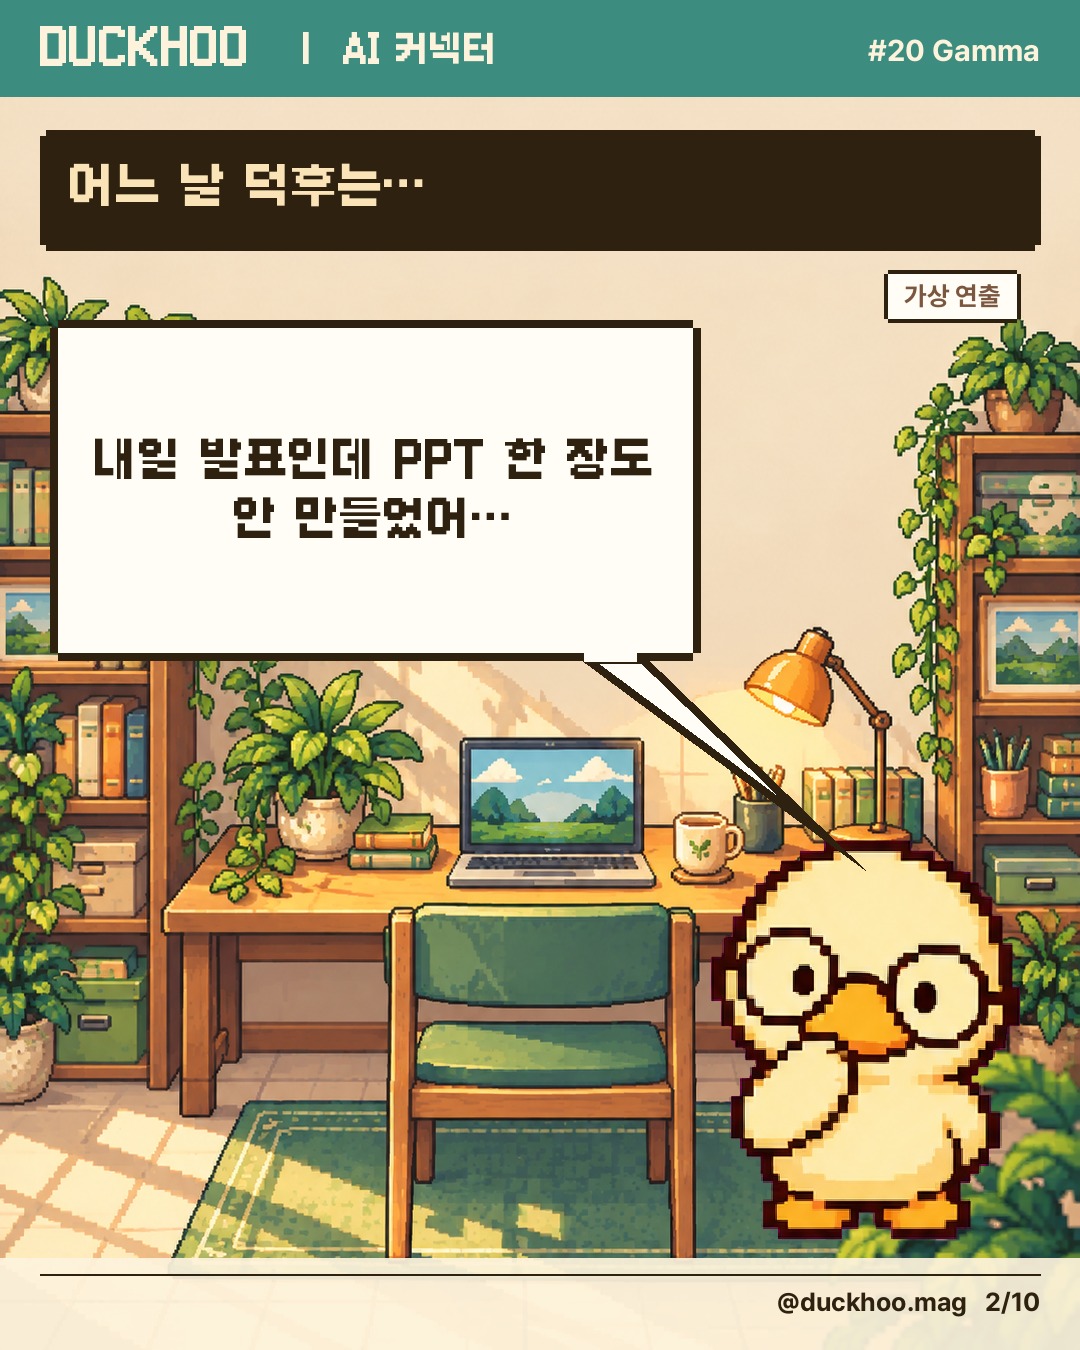 DUCKHOO | AI 커넥터
#20 Gamma
어느 날 덕후는…
가상 연출
내일 발표인데 PPT 한 장도
안 만들었어…
@duckhoo.mag 2/10